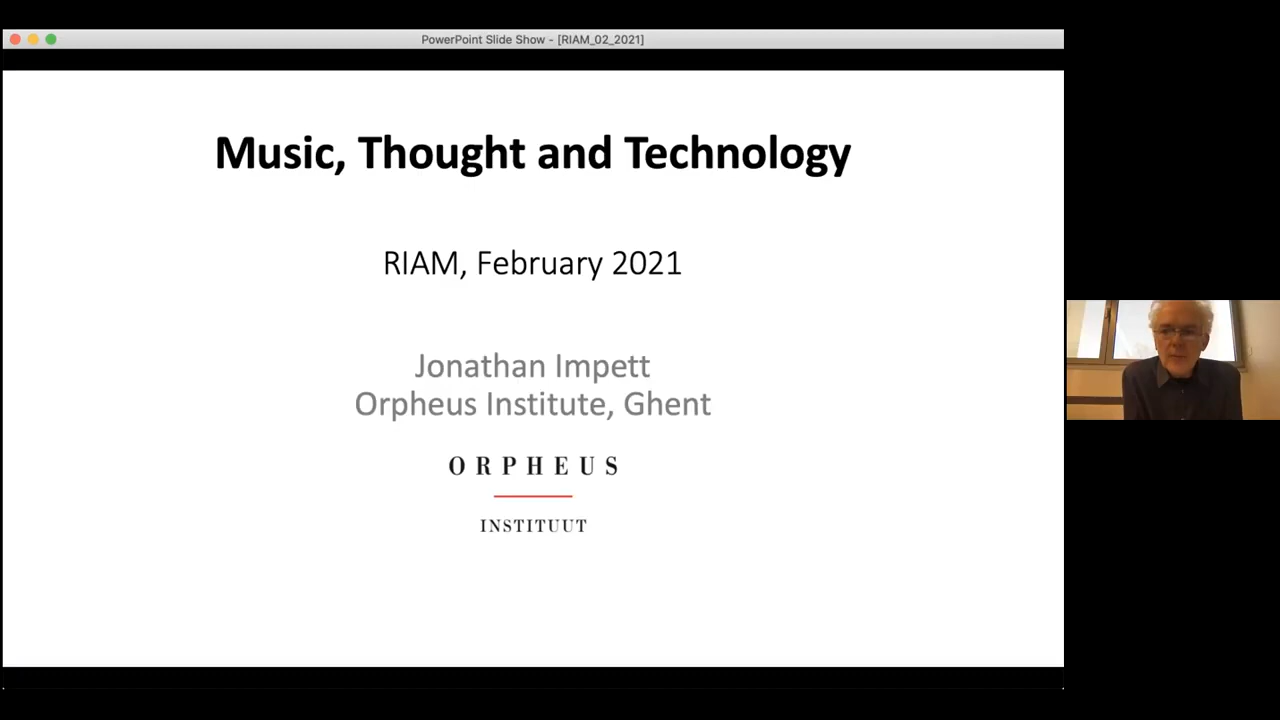 PowerPoint Slide Show - [RIAM_02_2021]
Music, Thought and Technology
RIAM, February 2021
Jonathan Impett
Orpheus Institute, Ghent
ORPHEUS
INSTITUUT